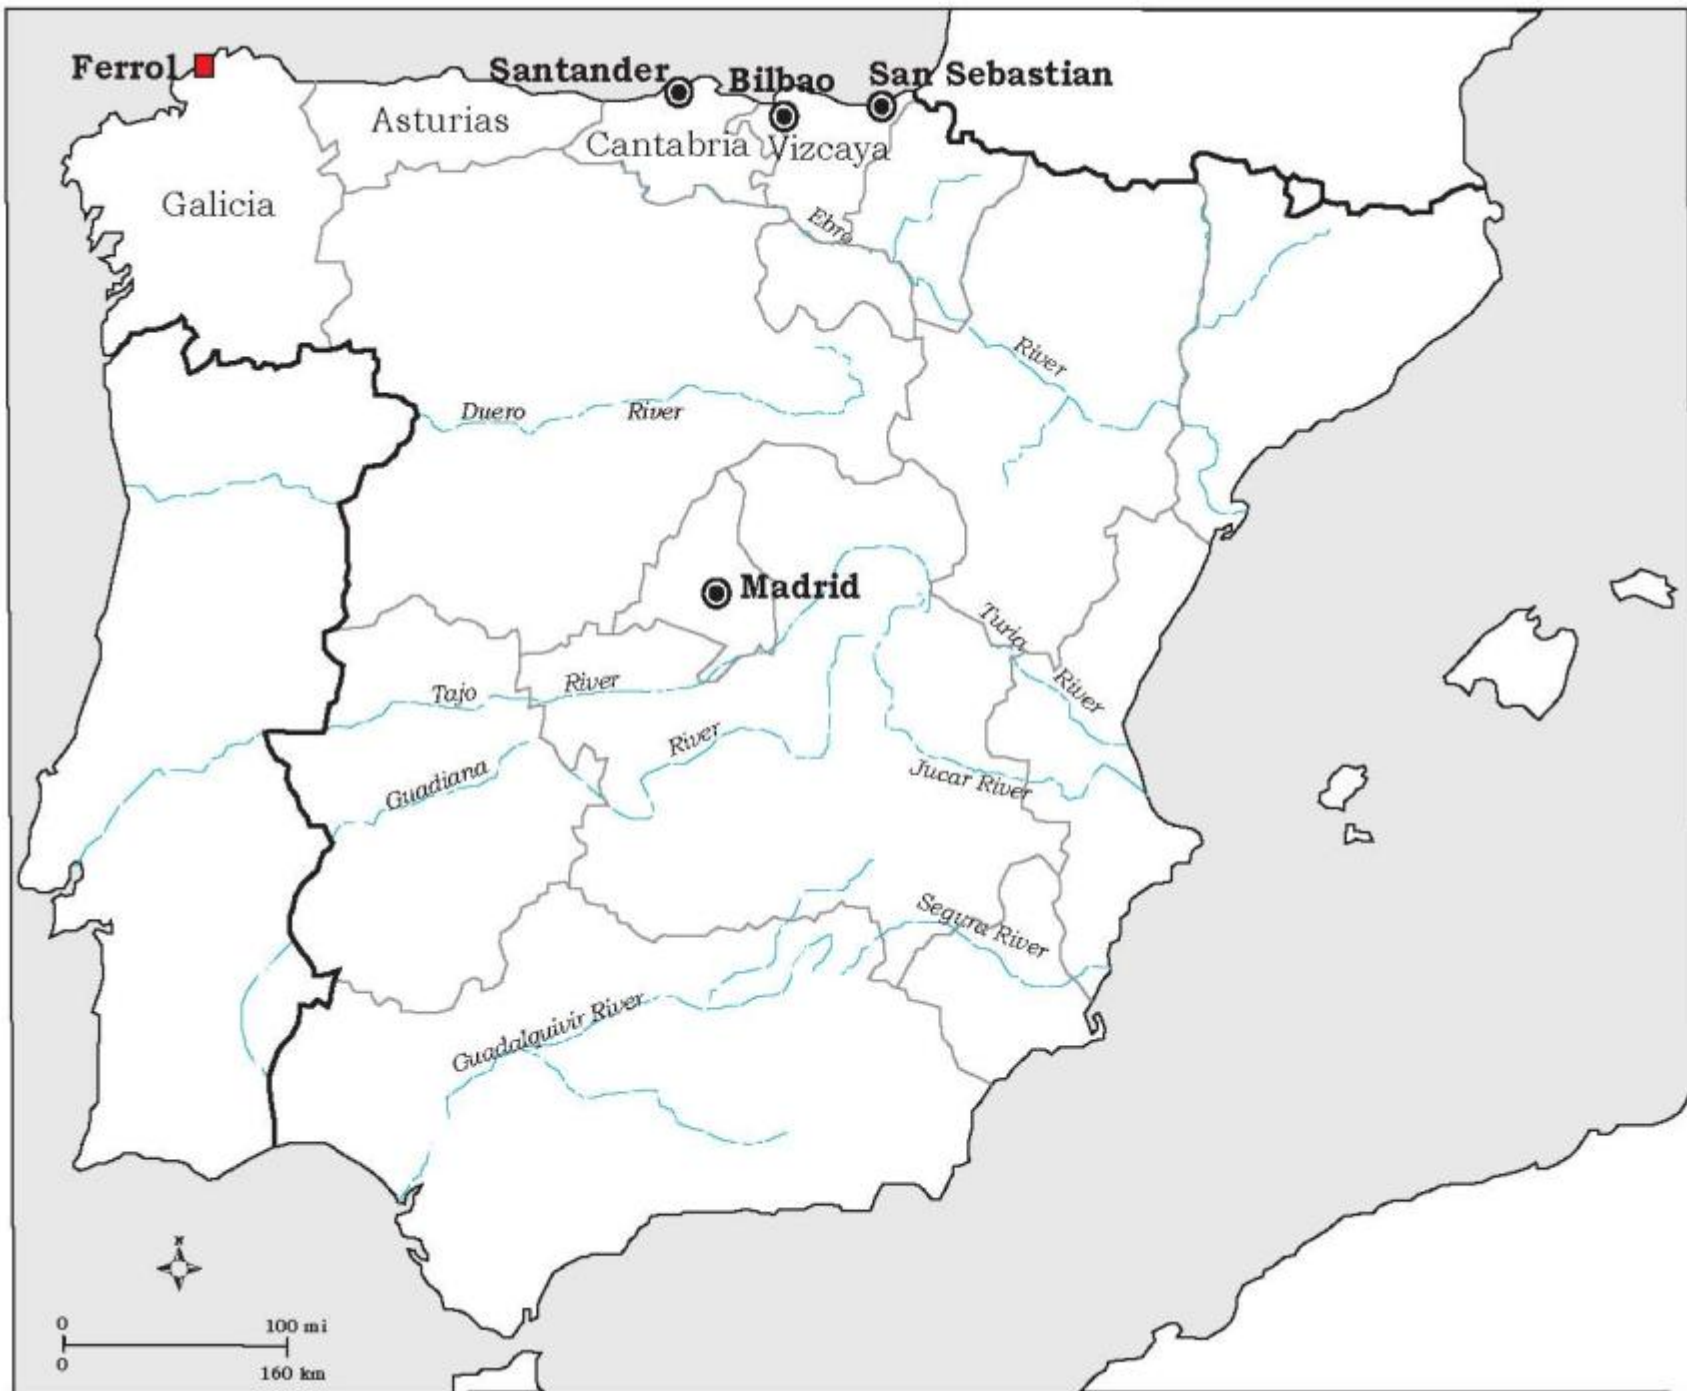 Ferrol
Santander
Bilbao
San Sebastian
Asturias
Cantabria
Vizcaya
Galicia
Ebro
River
Duero River
Madrid
Turia
River
Tajo River
Guadiana
River
Jucar River
Segura River
Guadalquivir River
N
0 100 mi
0 160 km